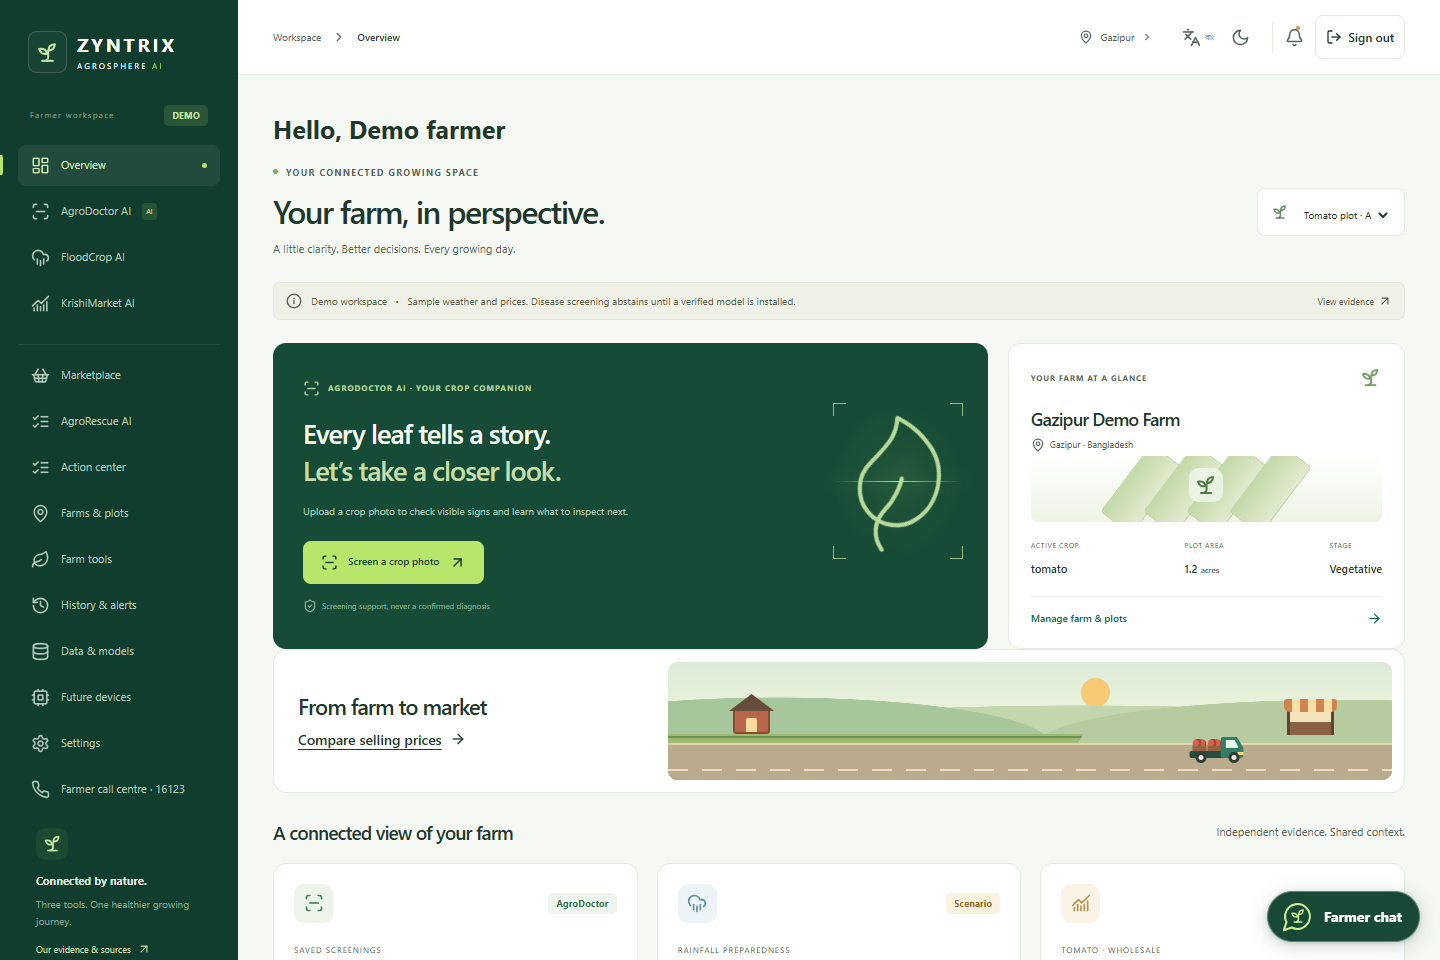 ZYNTRIX
AGROSPHERE AI
Farmer workspace
DEMO
Overview
AgroDoctor AI
AI
FloodCrop AI
KrishiMarket AI
Marketplace
AgroRescue AI
Action center
Farms & plots
Farm tools
History & alerts
Data & models
Future devices
Settings
Farmer call centre · 16123
Connected by nature.
Three tools. One healthier growing
journey.
Our evidence & sources
Workspace
Overview
Gazipur
Sign out
Hello, Demo farmer
YOUR CONNECTED GROWING SPACE
Your farm, in perspective.
A little clarity. Better decisions. Every growing day.
Tomato plot · A
Demo workspace • Sample weather and prices. Disease screening abstains until a verified model is installed.
View evidence
AGRODOCTOR AI · YOUR CROP COMPANION
Every leaf tells a story.
Let's take a closer look.
Upload a crop photo to check visible signs and learn what to inspect next.
Screen a crop photo
Screening support, never a confirmed diagnosis
YOUR FARM AT A GLANCE
Gazipur Demo Farm
Gazipur · Bangladesh
ACTIVE CROP
PLOT AREA
STAGE
tomato
1.2 acres
Vegetative
Manage farm & plots
From farm to market
Compare selling prices
A connected view of your farm
Independent evidence. Shared context.
AgroDoctor
SAVED SCREENINGS
Scenario
RAINFALL PREPAREDNESS
TOMATO · WHOLESALE
Farmer chat